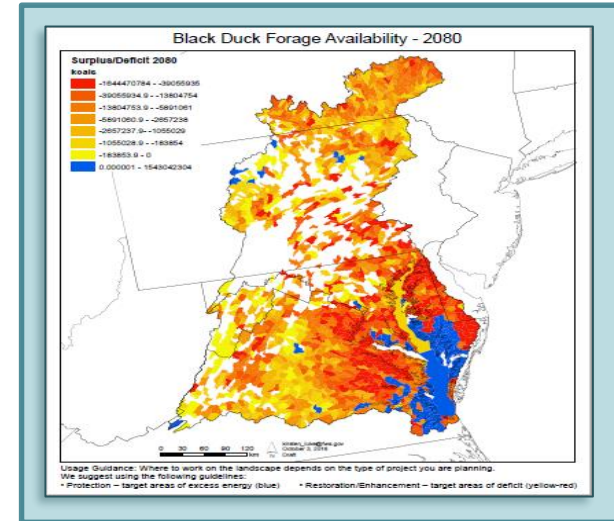 Black Duck Forage Availability - 2080
Surplus/Deficit 2080
kcals
-1644470784 - -39055935
-39055934.9 - -13804754
-13804753.9 - -5891061
-5891060.9 - -2657238
-2657237.9 - -1055029
-1055028.9 - -183854
-183853.9 - 0
0.000001 - 1543042304
0 30 60 90 120
km
October 3, 2016
Draft
Usage Guidance: Where to work on the landscape depends on the type of project you are planning.
We suggest using the following guidelines:
• Protection – target areas of excess energy (blue) • Restoration/Enhancement – target areas of deficit (yellow-red)